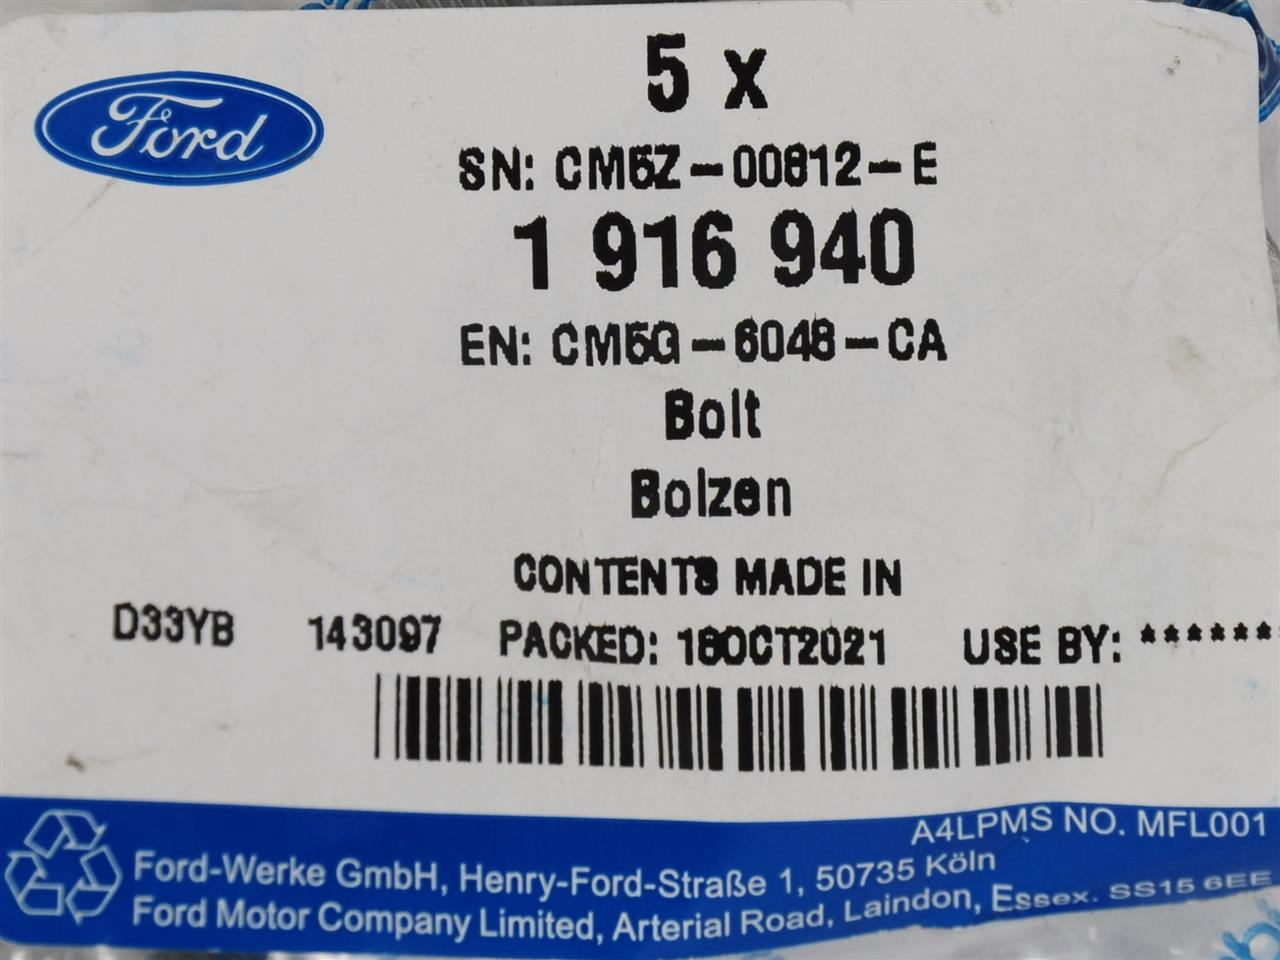 Ford
5 x
SN: CM5Z-00812-E
1 916 940
EN: CM5G-6048-CA
Bolt
Bolzen
CONTENTS MADE IN
D33YB 143097 PACKED: 18OCT2021 USE BY: *******
A4LPMS NO. MFL001
Ford-Werke GmbH, Henry-Ford-Straße 1, 50735 Köln
Ford Motor Company Limited, Arterial Road, Laindon, Essex. SS15 6EE